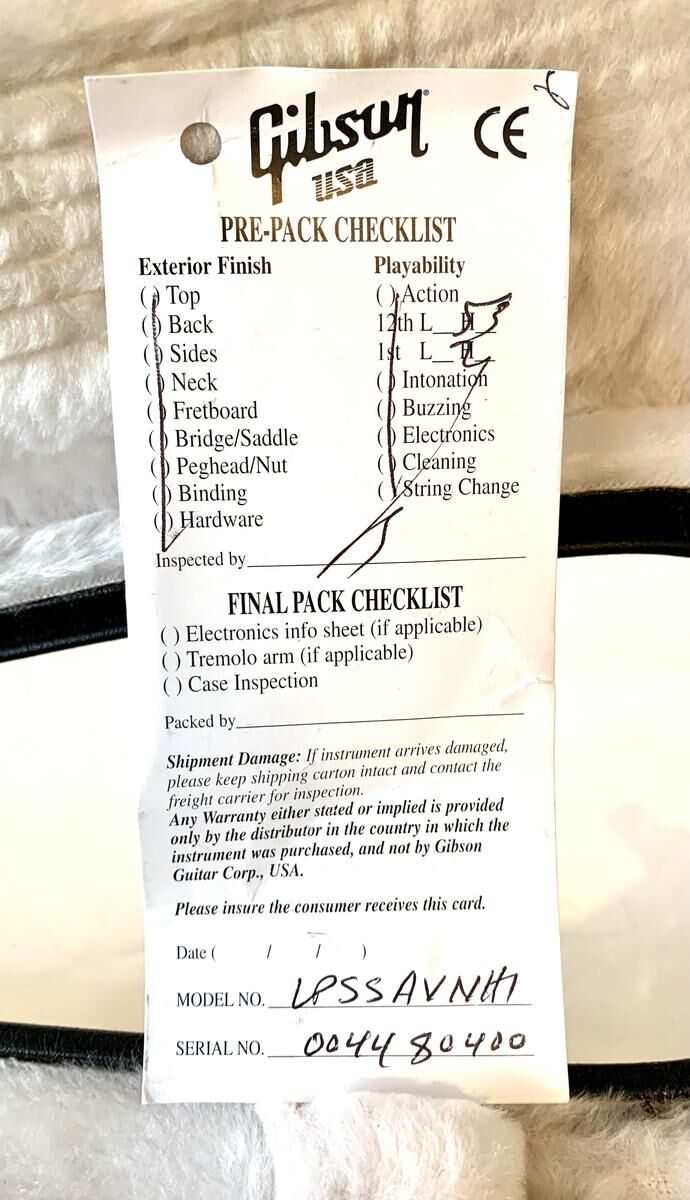 Gibson®
usa
CE
PRE-PACK CHECKLIST
Exterior Finish
( ) Top
( ) Back
( ) Sides
( ) Neck
( ) Fretboard
( ) Bridge/Saddle
( ) Peghead/Nut
( ) Binding
( ) Hardware
Playability
( ) Action
12th L__ H__
1st L__ H__
( ) Intonation
( ) Buzzing
( ) Electronics
( ) Cleaning
( ) String Change
Inspected by
FINAL PACK CHECKLIST
( ) Electronics info sheet (if applicable)
( ) Tremolo arm (if applicable)
( ) Case Inspection
Packed by
Shipment Damage: If instrument arrives damaged,
please keep shipping carton intact and contact the
freight carrier for inspection.
Any Warranty either stated or implied is provided
only by the distributor in the country in which the
instrument was purchased, and not by Gibson
Guitar Corp., USA.
Please insure the consumer receives this card.
Date ( / / )
MODEL NO. LPSSAVNH1
SERIAL NO. 004480400